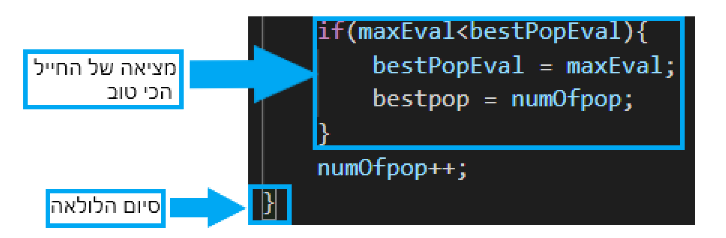 if(maxEval<bestPopEval){
bestPopEval = maxEval;
bestpop = numOfpop;
}
numOfpop++;
}
מציאה של החייל
הכי טוב
סיום הלולאה